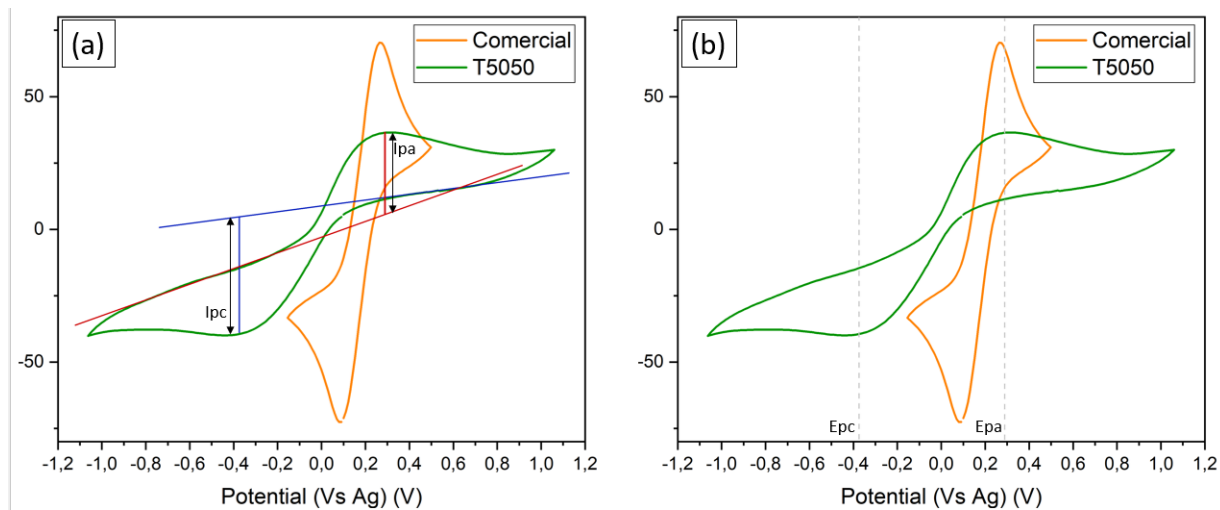 (a)
Comercial
T5050
50
0
-50
Ipa
Ipc
-1,2 -1,0 -0,8 -0,6 -0,4 -0,2 0,0 0,2 0,4 0,6 0,8 1,0 1,2
Potential (Vs Ag) (V)
(b)
Comercial
T5050
50
0
-50
Epc
Epa
-1,2 -1,0 -0,8 -0,6 -0,4 -0,2 0,0 0,2 0,4 0,6 0,8 1,0 1,2
Potential (Vs Ag) (V)